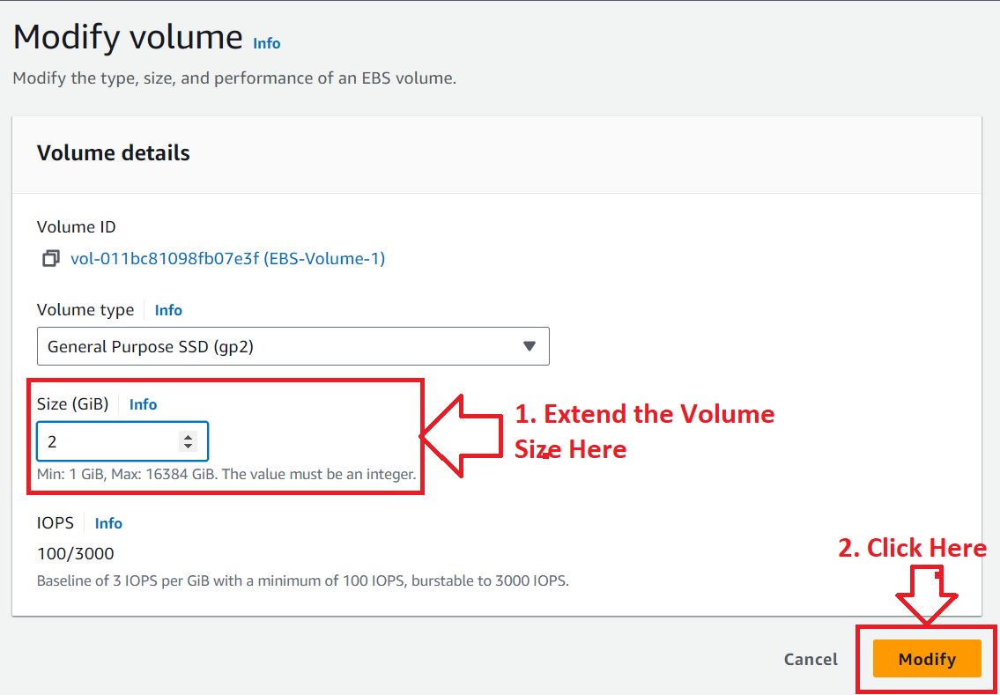 Modify volume Info
Modify the type, size, and performance of an EBS volume.
Volume details
Volume ID
vol-011bc81098fb07e3f (EBS-Volume-1)
Volume type Info
General Purpose SSD (gp2)
Size (GiB) Info
2
Min: 1 GiB, Max: 16384 GiB. The value must be an integer.
1. Extend the Volume
Size Here
IOPS Info
100/3000
Baseline of 3 IOPS per GiB with a minimum of 100 IOPS, burstable to 3000 IOPS.
2. Click Here
Cancel Modify